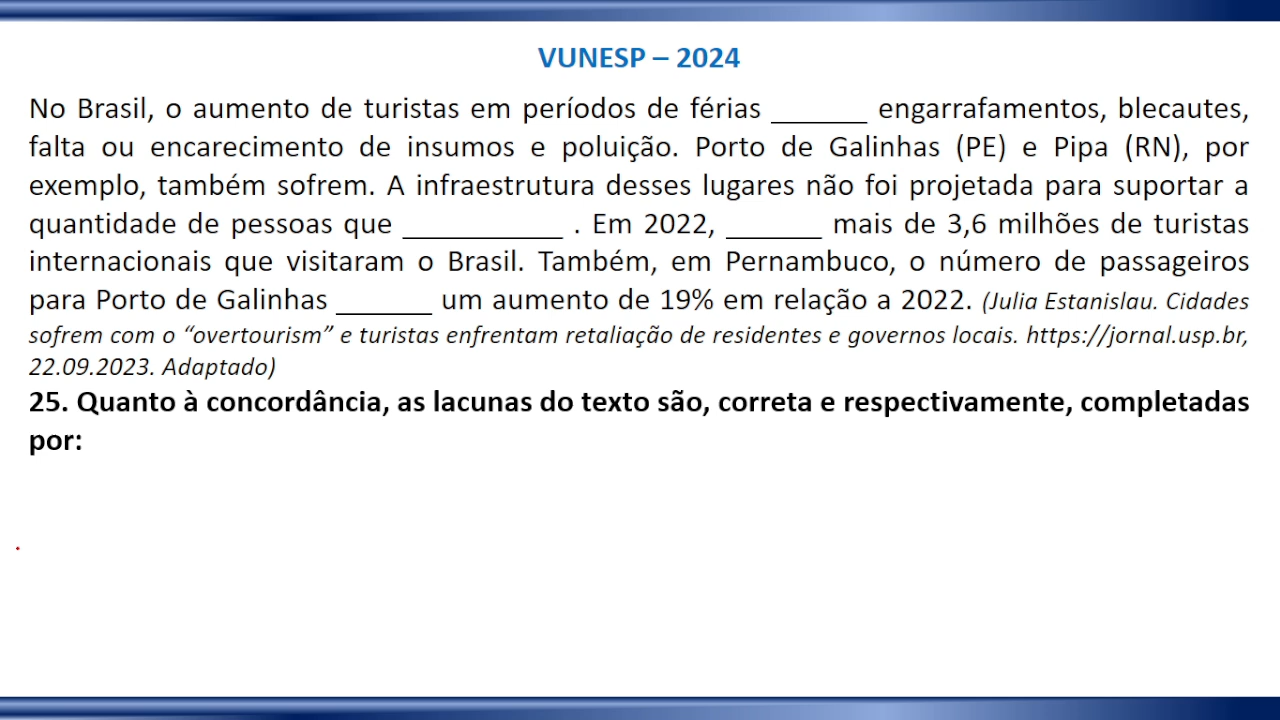 VUNESP – 2024
No Brasil, o aumento de turistas em períodos de férias ______ engarrafamentos, blecautes,
falta ou encarecimento de insumos e poluição. Porto de Galinhas (PE) e Pipa (RN), por
exemplo, também sofrem. A infraestrutura desses lugares não foi projetada para suportar a
quantidade de pessoas que __________ . Em 2022, ______ mais de 3,6 milhões de turistas
internacionais que visitaram o Brasil. Também, em Pernambuco, o número de passageiros
para Porto de Galinhas ______ um aumento de 19% em relação a 2022. (Julia Estanislau. Cidades
sofrem com o “overtourism” e turistas enfrentam retaliação de residentes e governos locais. https://jornal.usp.br,
22.09.2023. Adaptado)
25. Quanto à concordância, as lacunas do texto são, correta e respectivamente, completadas
por: